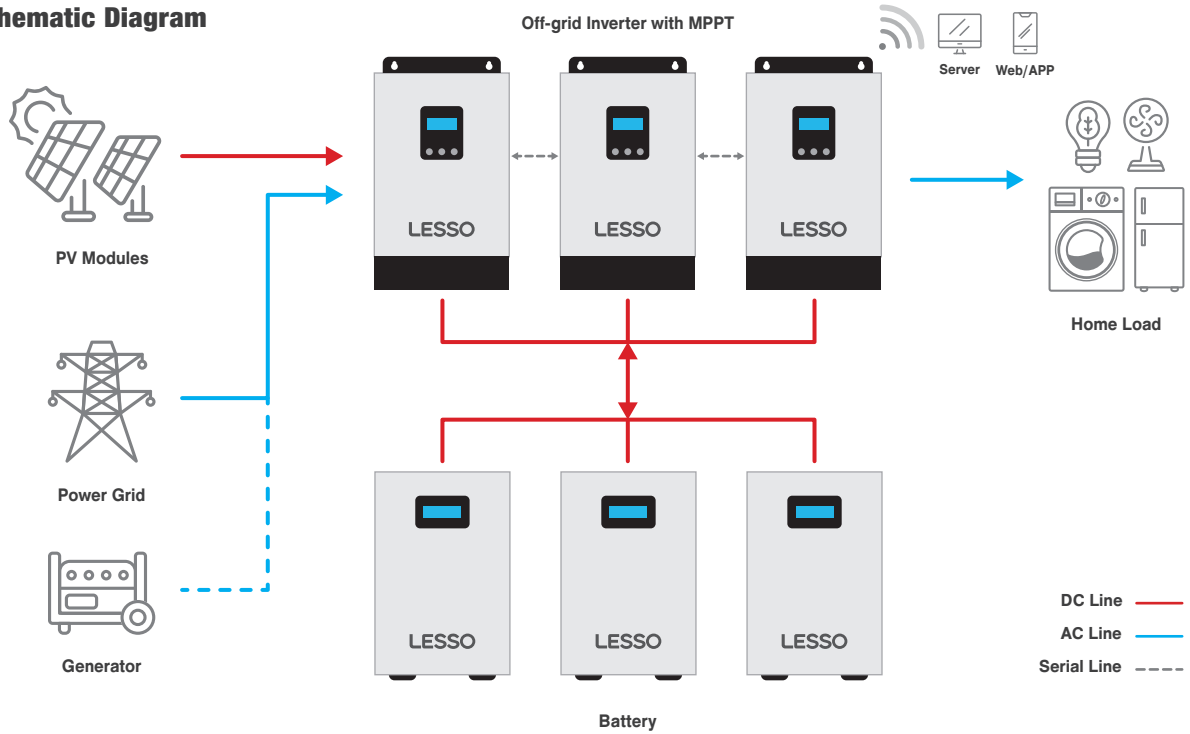 hematic Diagram
Off-grid Inverter with MPPT
Server
Web/APP
LESSO
LESSO
LESSO
PV Modules
Home Load
Power Grid
Generator
LESSO
LESSO
LESSO
Battery
DC Line
AC Line
Serial Line